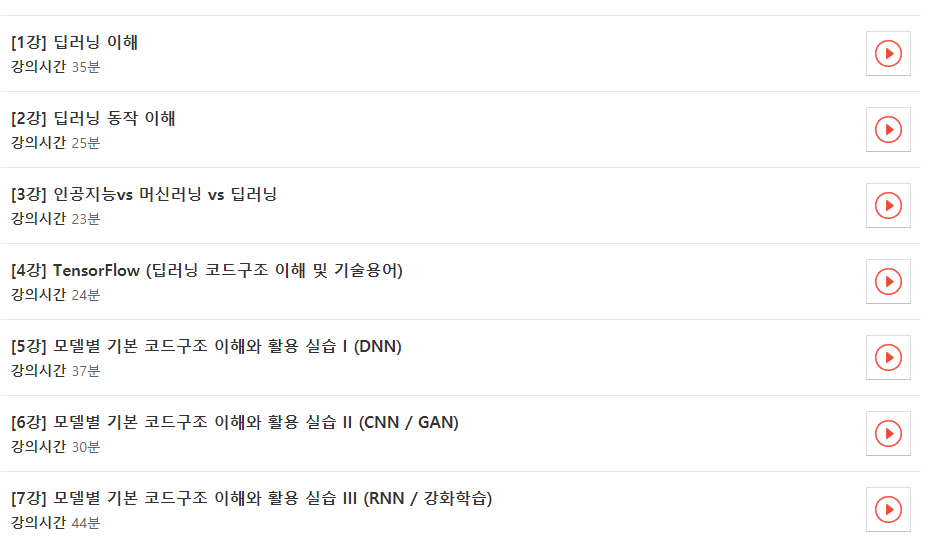 [1강] 딥러닝 이해
강의시간 35분
[2강] 딥러닝 동작 이해
강의시간 25분
[3강] 인공지능vs 머신러닝 vs 딥러닝
강의시간 23분
[4강] TensorFlow (딥러닝 코드구조 이해 및 기술용어)
강의시간 24분
[5강] 모델별 기본 코드구조 이해와 활용 실습 I (DNN)
강의시간 37분
[6강] 모델별 기본 코드구조 이해와 활용 실습 II (CNN / GAN)
강의시간 30분
[7강] 모델별 기본 코드구조 이해와 활용 실습 III (RNN / 강화학습)
강의시간 44분